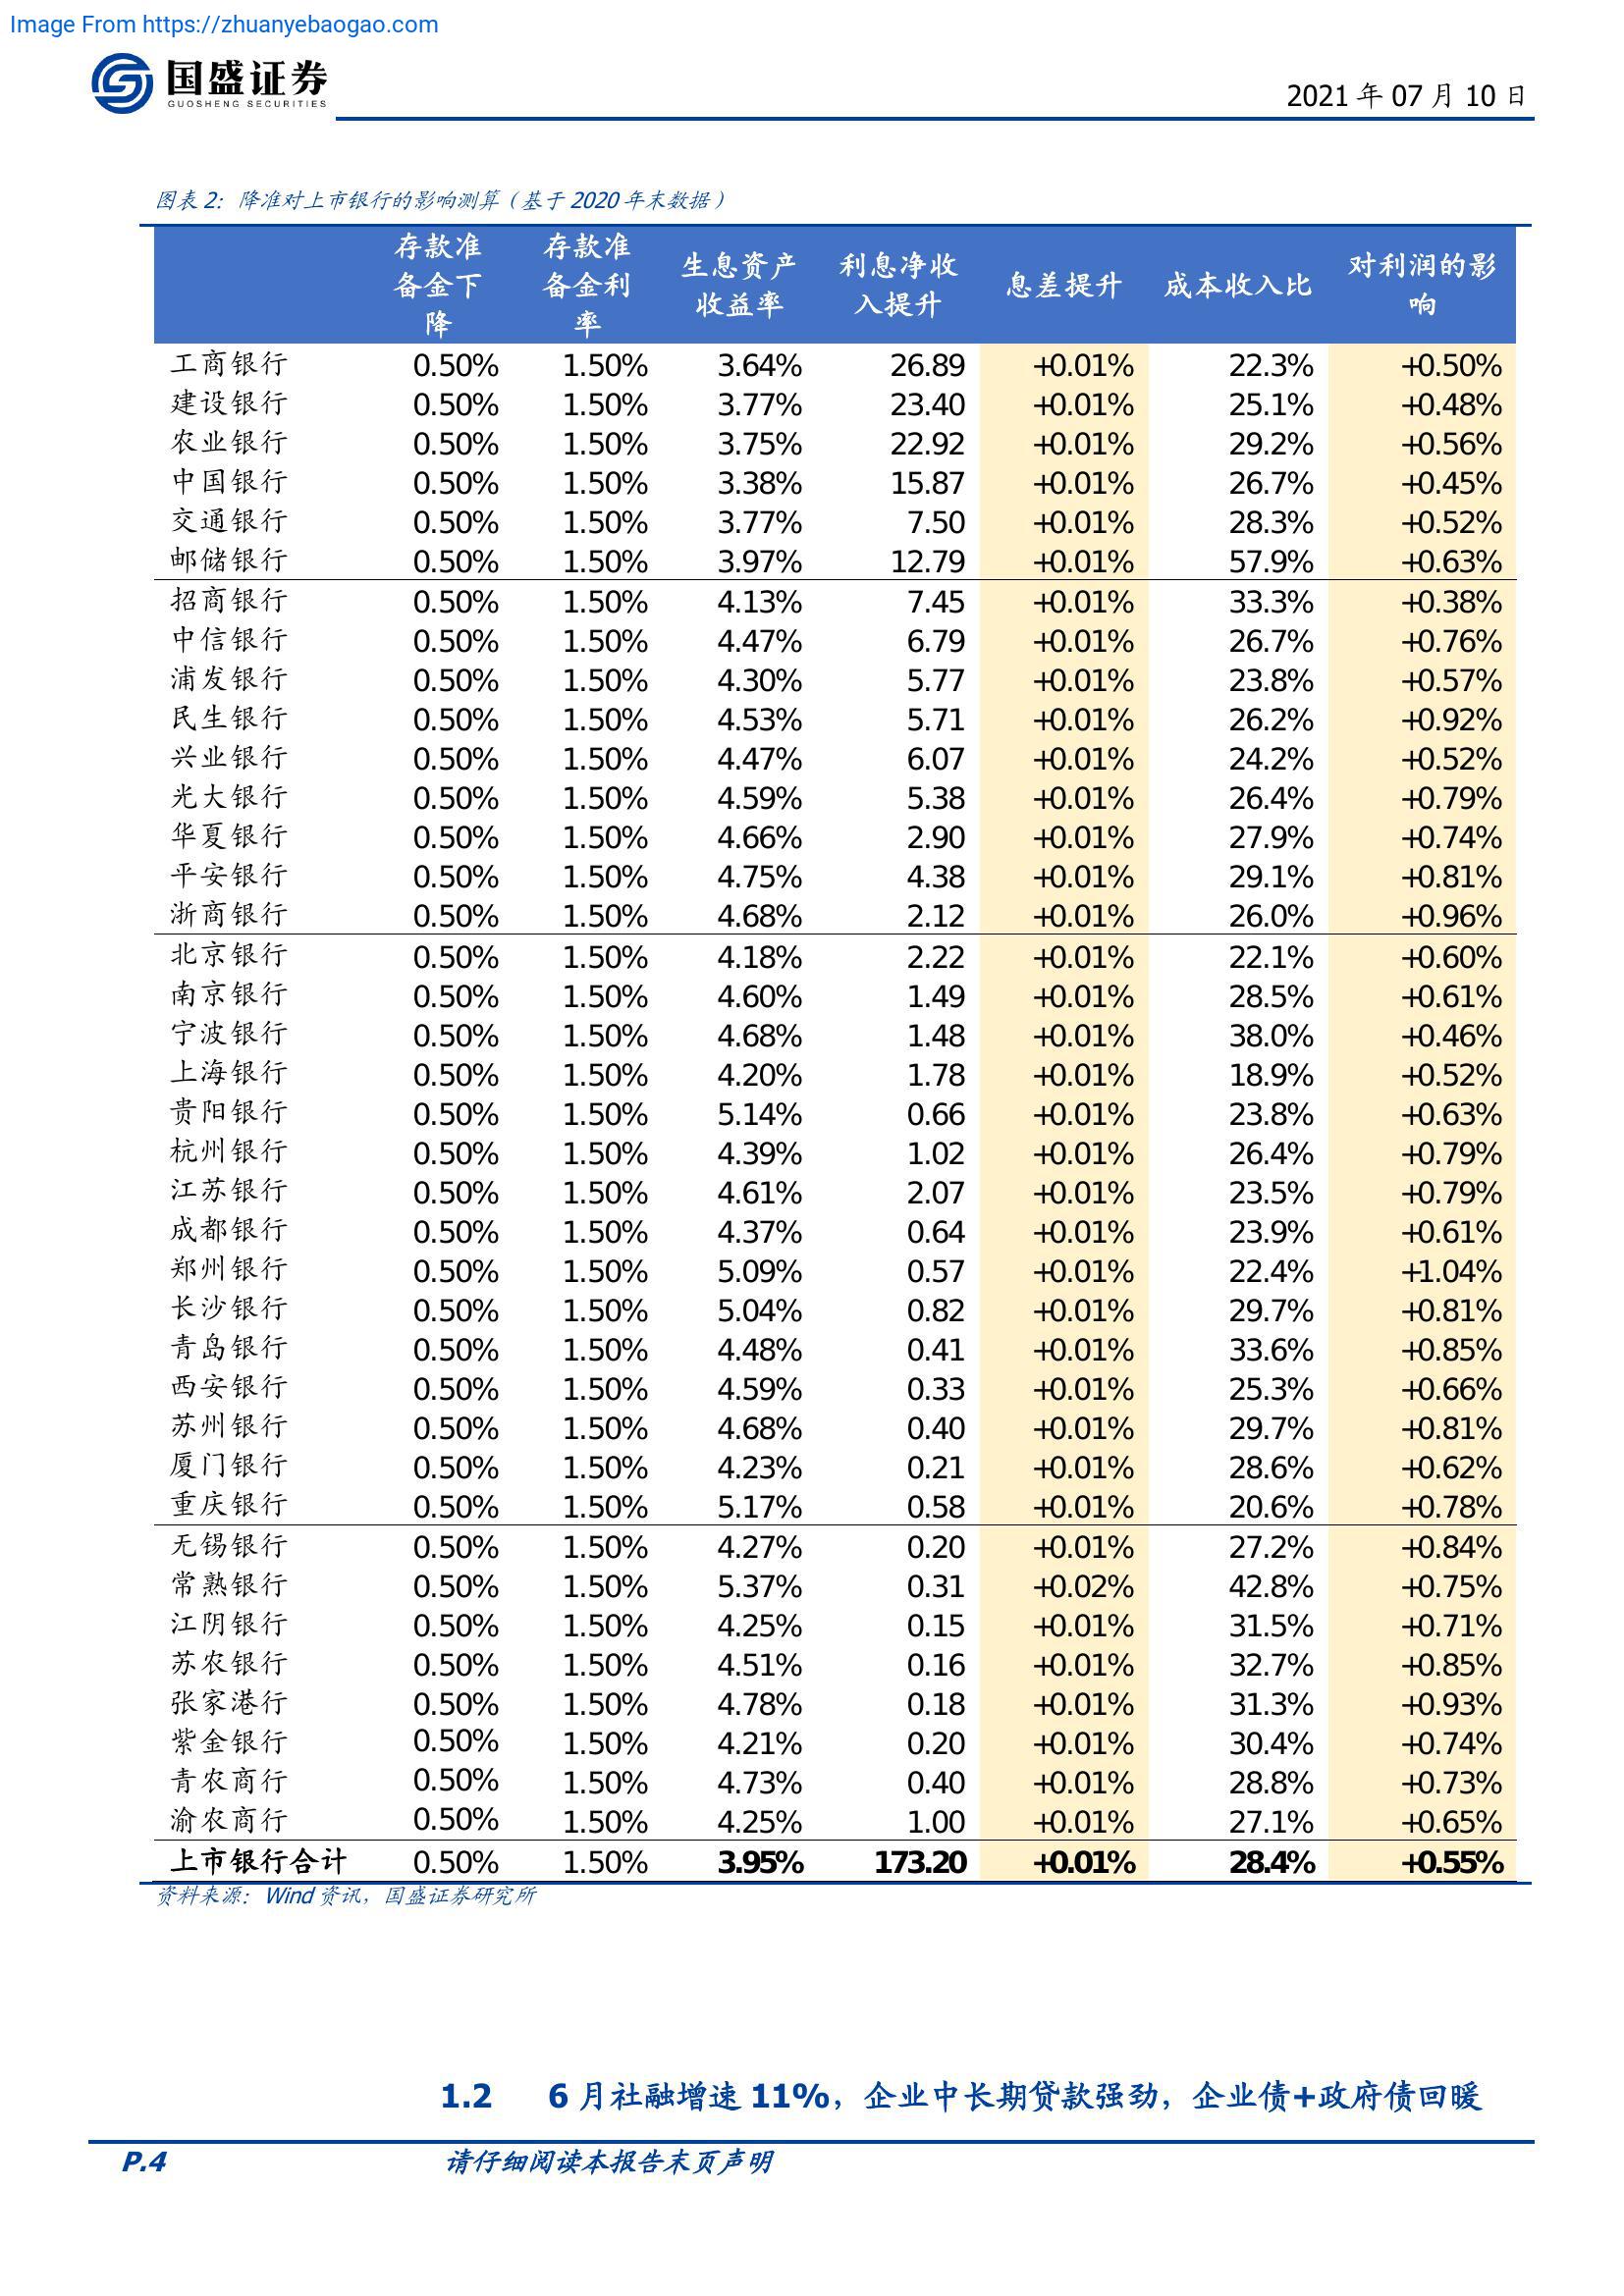 Image From https://zhuanyebaogao.com
国盛证券
GUOSHENG SECURITIES
2021 年 07 月 10 日
图表 2：降准对上市银行的影响测算（基于 2020 年末数据）
存款准备金下降 存款准备金利率 生息资产收益率 利息净收入提升 息差提升 成本收入比 对利润的影响
工商银行 0.50% 1.50% 3.64% 26.89 +0.01% 22.3% +0.50%
建设银行 0.50% 1.50% 3.77% 23.40 +0.01% 25.1% +0.48%
农业银行 0.50% 1.50% 3.75% 22.92 +0.01% 29.2% +0.56%
中国银行 0.50% 1.50% 3.38% 15.87 +0.01% 26.7% +0.45%
交通银行 0.50% 1.50% 3.77% 7.50 +0.01% 28.3% +0.52%
邮储银行 0.50% 1.50% 3.97% 12.79 +0.01% 57.9% +0.63%
招商银行 0.50% 1.50% 4.13% 7.45 +0.01% 33.3% +0.38%
中信银行 0.50% 1.50% 4.47% 6.79 +0.01% 26.7% +0.76%
浦发银行 0.50% 1.50% 4.30% 5.77 +0.01% 23.8% +0.57%
民生银行 0.50% 1.50% 4.53% 5.71 +0.01% 26.2% +0.92%
兴业银行 0.50% 1.50% 4.47% 6.07 +0.01% 24.2% +0.52%
光大银行 0.50% 1.50% 4.59% 5.38 +0.01% 26.4% +0.79%
华夏银行 0.50% 1.50% 4.66% 2.90 +0.01% 27.9% +0.74%
平安银行 0.50% 1.50% 4.75% 4.38 +0.01% 29.1% +0.81%
浙商银行 0.50% 1.50% 4.68% 2.12 +0.01% 26.0% +0.96%
北京银行 0.50% 1.50% 4.18% 2.22 +0.01% 22.1% +0.60%
南京银行 0.50% 1.50% 4.60% 1.49 +0.01% 28.5% +0.61%
宁波银行 0.50% 1.50% 4.68% 1.48 +0.01% 38.0% +0.46%
上海银行 0.50% 1.50% 4.20% 1.78 +0.01% 18.9% +0.52%
贵阳银行 0.50% 1.50% 5.14% 0.66 +0.01% 23.8% +0.63%
杭州银行 0.50% 1.50% 4.39% 1.02 +0.01% 26.4% +0.79%
江苏银行 0.50% 1.50% 4.61% 2.07 +0.01% 23.5% +0.79%
成都银行 0.50% 1.50% 4.37% 0.64 +0.01% 23.9% +0.61%
郑州银行 0.50% 1.50% 5.09% 0.57 +0.01% 22.4% +1.04%
长沙银行 0.50% 1.50% 5.04% 0.82 +0.01% 29.7% +0.81%
青岛银行 0.50% 1.50% 4.48% 0.41 +0.01% 33.6% +0.85%
西安银行 0.50% 1.50% 4.59% 0.33 +0.01% 25.3% +0.66%
苏州银行 0.50% 1.50% 4.68% 0.40 +0.01% 29.7% +0.81%
厦门银行 0.50% 1.50% 4.23% 0.21 +0.01% 28.6% +0.62%
重庆银行 0.50% 1.50% 5.17% 0.58 +0.01% 20.6% +0.78%
无锡银行 0.50% 1.50% 4.27% 0.20 +0.01% 27.2% +0.84%
常熟银行 0.50% 1.50% 5.37% 0.31 +0.02% 42.8% +0.75%
江阴银行 0.50% 1.50% 4.25% 0.15 +0.01% 31.5% +0.71%
苏农银行 0.50% 1.50% 4.51% 0.16 +0.01% 32.7% +0.85%
张家港行 0.50% 1.50% 4.78% 0.18 +0.01% 31.3% +0.93%
紫金银行 0.50% 1.50% 4.21% 0.20 +0.01% 30.4% +0.74%
青农商行 0.50% 1.50% 4.73% 0.40 +0.01% 28.8% +0.73%
渝农商行 0.50% 1.50% 4.25% 1.00 +0.01% 27.1% +0.65%
上市银行合计 0.50% 1.50% 3.95% 173.20 +0.01% 28.4% +0.55%
资料来源：Wind 资讯，国盛证券研究所
1.2 6 月社融增速 11%，企业中长期贷款强劲，企业债+政府债回暖
P.4 请仔细阅读本报告末页声明